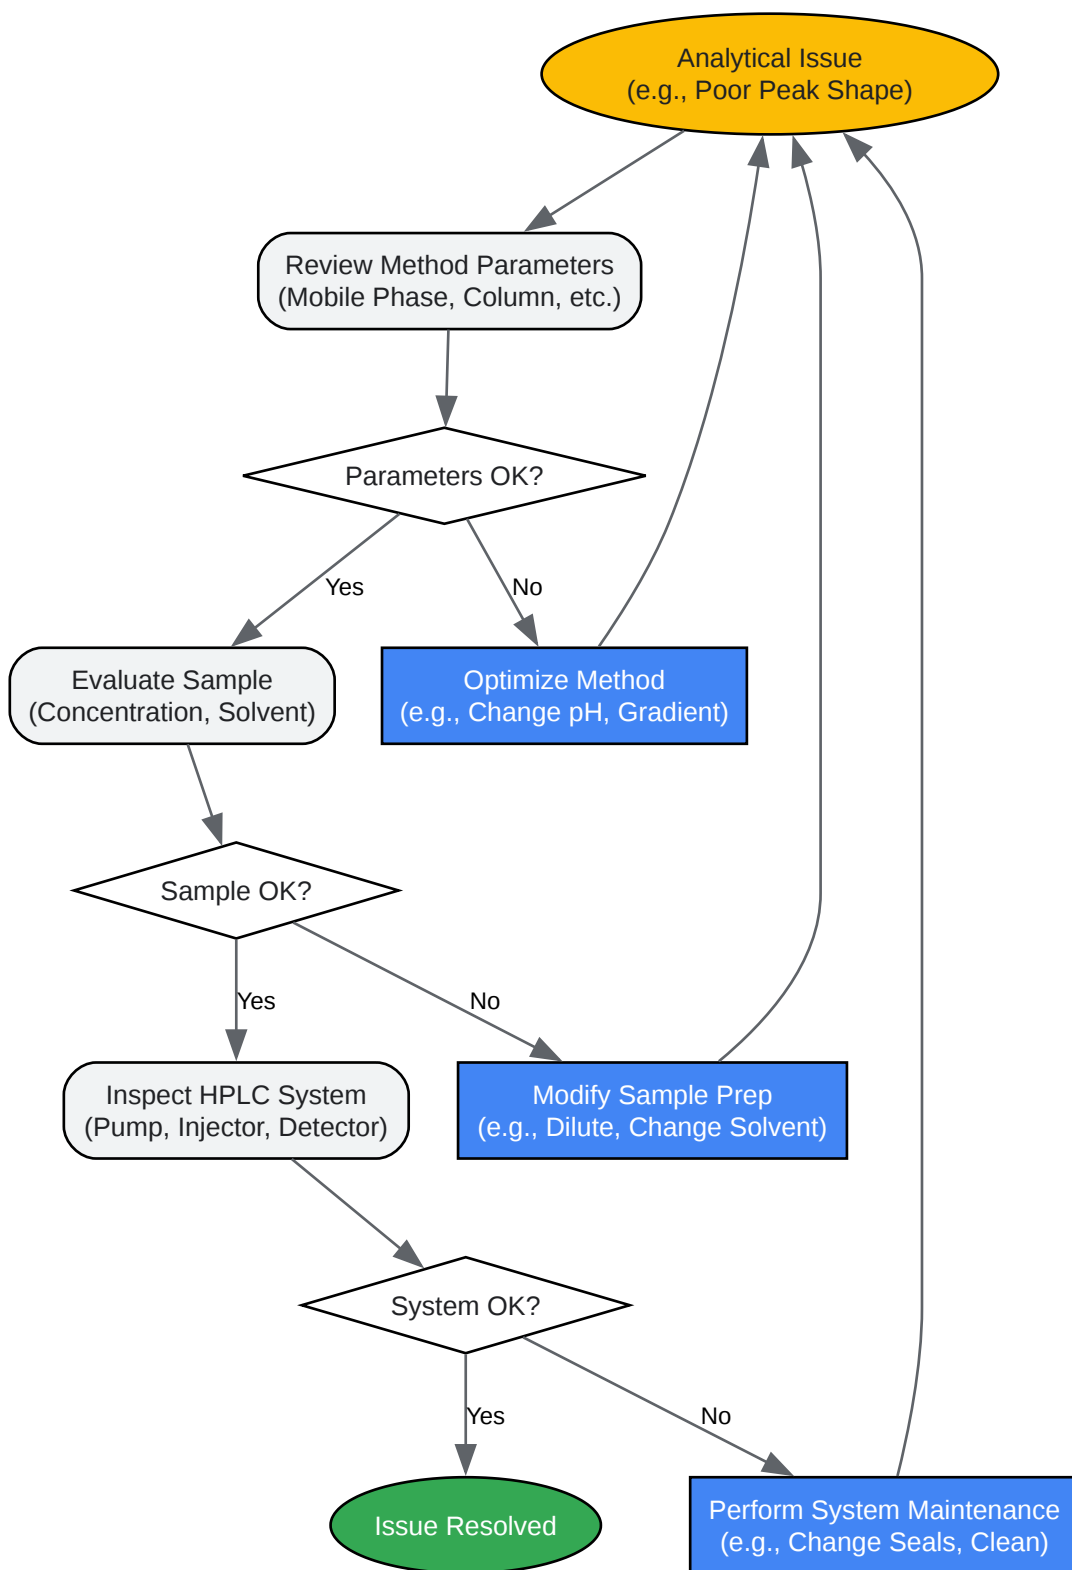 Analytical Issue
(e.g., Poor Peak Shape)
Review Method Parameters
(Mobile Phase, Column, etc.)
Parameters OK?
Yes
No
Evaluate Sample
(Concentration, Solvent)
Optimize Method
(e.g., Change pH, Gradient)
Sample OK?
Yes
No
Inspect HPLC System
(Pump, Injector, Detector)
Modify Sample Prep
(e.g., Dilute, Change Solvent)
System OK?
Yes
No
Issue Resolved
Perform System Maintenance
(e.g., Change Seals, Clean)